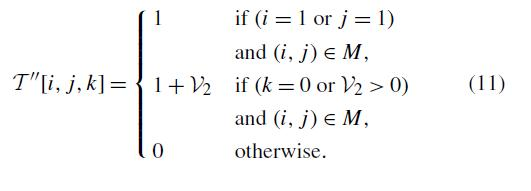 1 if (i = 1 or j = 1)
and (i, j) ∈ M,
𝒯″[i, j, k] = { 1 + 𝒱₂ if (k = 0 or 𝒱₂ > 0) (11)
and (i, j) ∈ M,
0 otherwise.